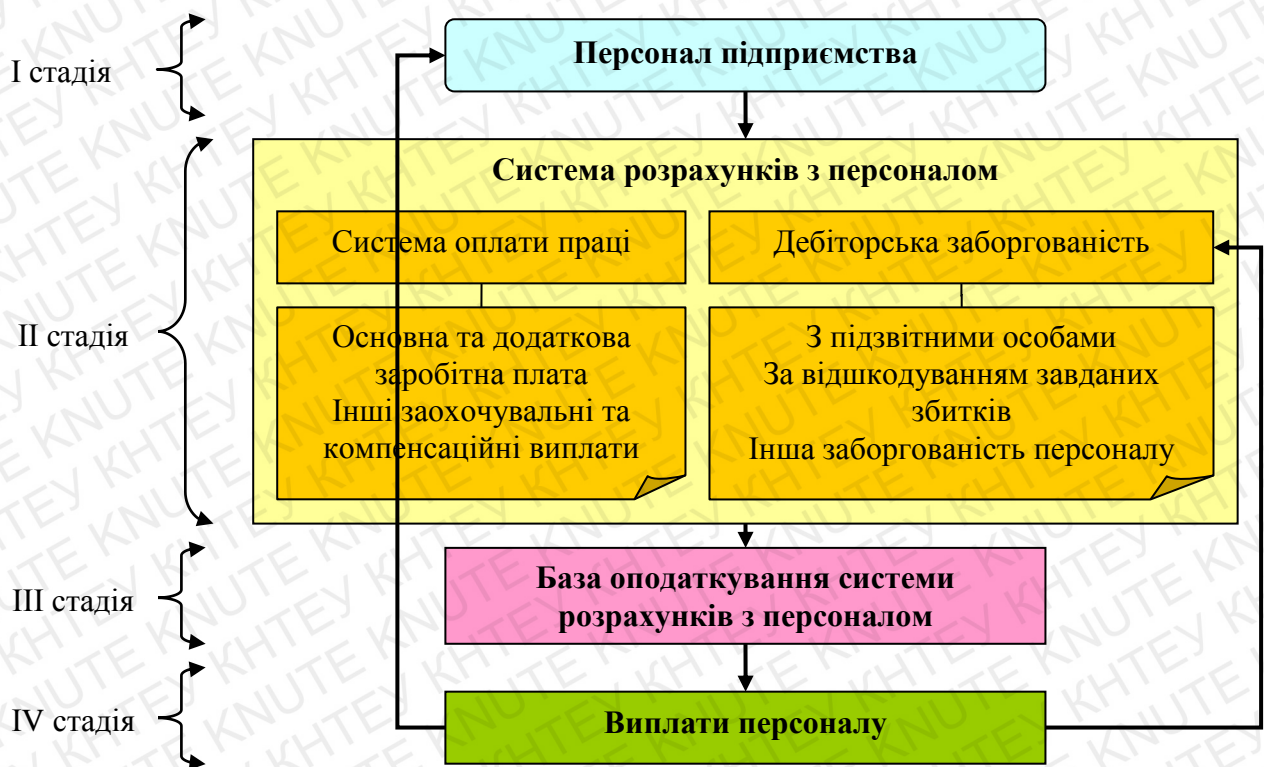 І стадія
Персонал підприємства
ІІ стадія
Система розрахунків з персоналом
Система оплати праці
Дебіторська заборгованість
Основна та додаткова
заробітна плата
Інші заохочувальні та
компенсаційні виплати
З підзвітними особами
За відшкодуванням завданих
збитків
Інша заборгованість персоналу
ІІІ стадія
База оподаткування системи
розрахунків з персоналом
IV стадія
Виплати персоналу